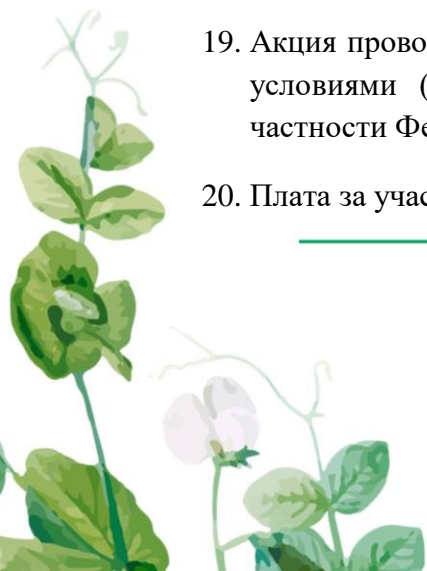 19. Акция прово
условиями (
частности Фе
20. Плата за учас